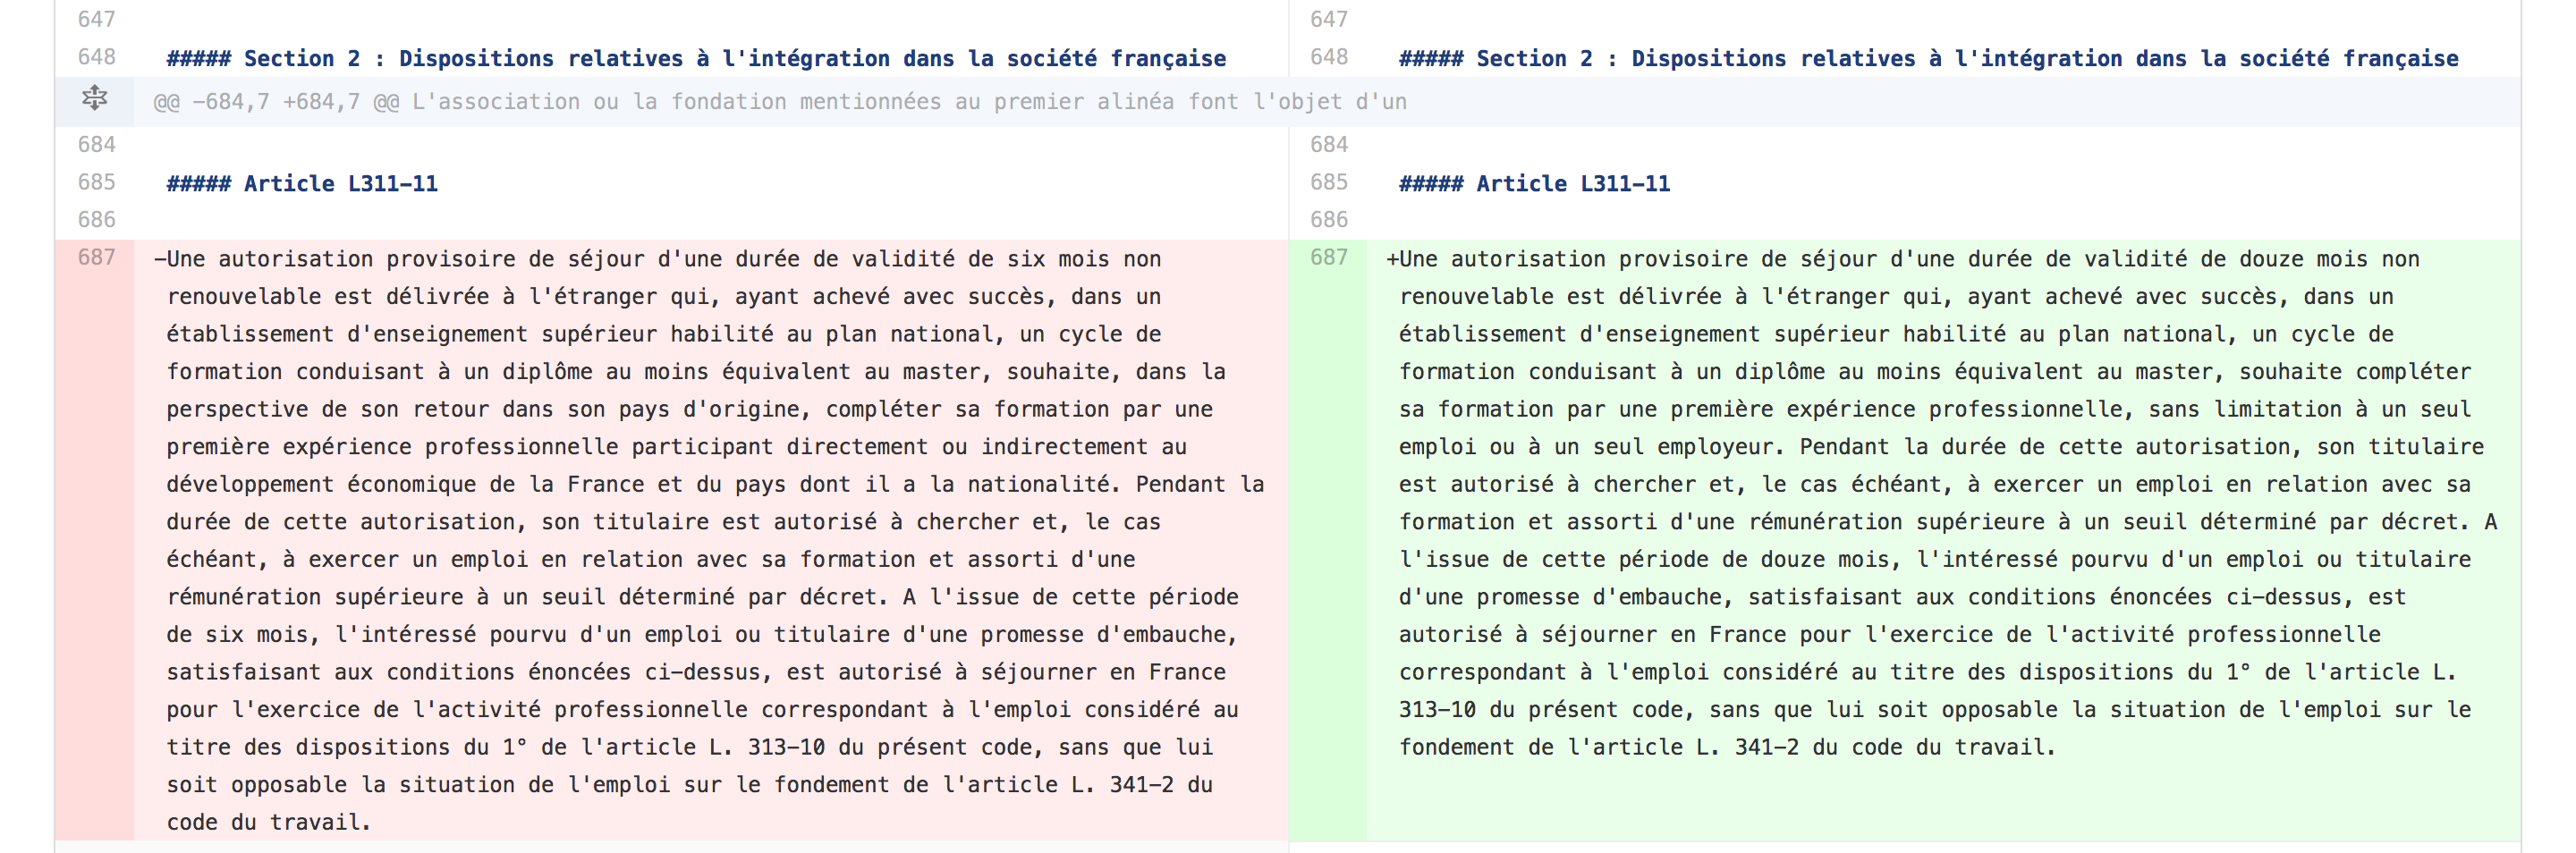 647
648 ##### Section 2 : Dispositions relatives à l'intégration dans la société française
@@ -684,7 +684,7 @@ L'association ou la fondation mentionnées au premier alinéa font l'objet d'un
684
685 ##### Article L311-11
686
687 -Une autorisation provisoire de séjour d'une durée de validité de six mois non
renouvelable est délivrée à l'étranger qui, ayant achevé avec succès, dans un
établissement d'enseignement supérieur habilité au plan national, un cycle de
formation conduisant à un diplôme au moins équivalent au master, souhaite, dans la
perspective de son retour dans son pays d'origine, compléter sa formation par une
première expérience professionnelle participant directement ou indirectement au
développement économique de la France et du pays dont il a la nationalité. Pendant la
durée de cette autorisation, son titulaire est autorisé à chercher et, le cas
échéant, à exercer un emploi en relation avec sa formation et assorti d'une
rémunération supérieure à un seuil déterminé par décret. A l'issue de cette période
de six mois, l'intéressé pourvu d'un emploi ou titulaire d'une promesse d'embauche,
satisfaisant aux conditions énoncées ci-dessus, est autorisé à séjourner en France
pour l'exercice de l'activité professionnelle correspondant à l'emploi considéré au
titre des dispositions du 1° de l'article L. 313-10 du présent code, sans que lui
soit opposable la situation de l'emploi sur le fondement de l'article L. 341-2 du
code du travail.
647
648 ##### Section 2 : Dispositions relatives à l'intégration dans la société française
684
685 ##### Article L311-11
686
687 +Une autorisation provisoire de séjour d'une durée de validité de douze mois non
renouvelable est délivrée à l'étranger qui, ayant achevé avec succès, dans un
établissement d'enseignement supérieur habilité au plan national, un cycle de
formation conduisant à un diplôme au moins équivalent au master, souhaite compléter
sa formation par une première expérience professionnelle, sans limitation à un seul
emploi ou à un seul employeur. Pendant la durée de cette autorisation, son titulaire
est autorisé à chercher et, le cas échéant, à exercer un emploi en relation avec sa
formation et assorti d'une rémunération supérieure à un seuil déterminé par décret. A
l'issue de cette période de douze mois, l'intéressé pourvu d'un emploi ou titulaire
d'une promesse d'embauche, satisfaisant aux conditions énoncées ci-dessus, est
autorisé à séjourner en France pour l'exercice de l'activité professionnelle
correspondant à l'emploi considéré au titre des dispositions du 1° de l'article L.
313-10 du présent code, sans que lui soit opposable la situation de l'emploi sur le
fondement de l'article L. 341-2 du code du travail.